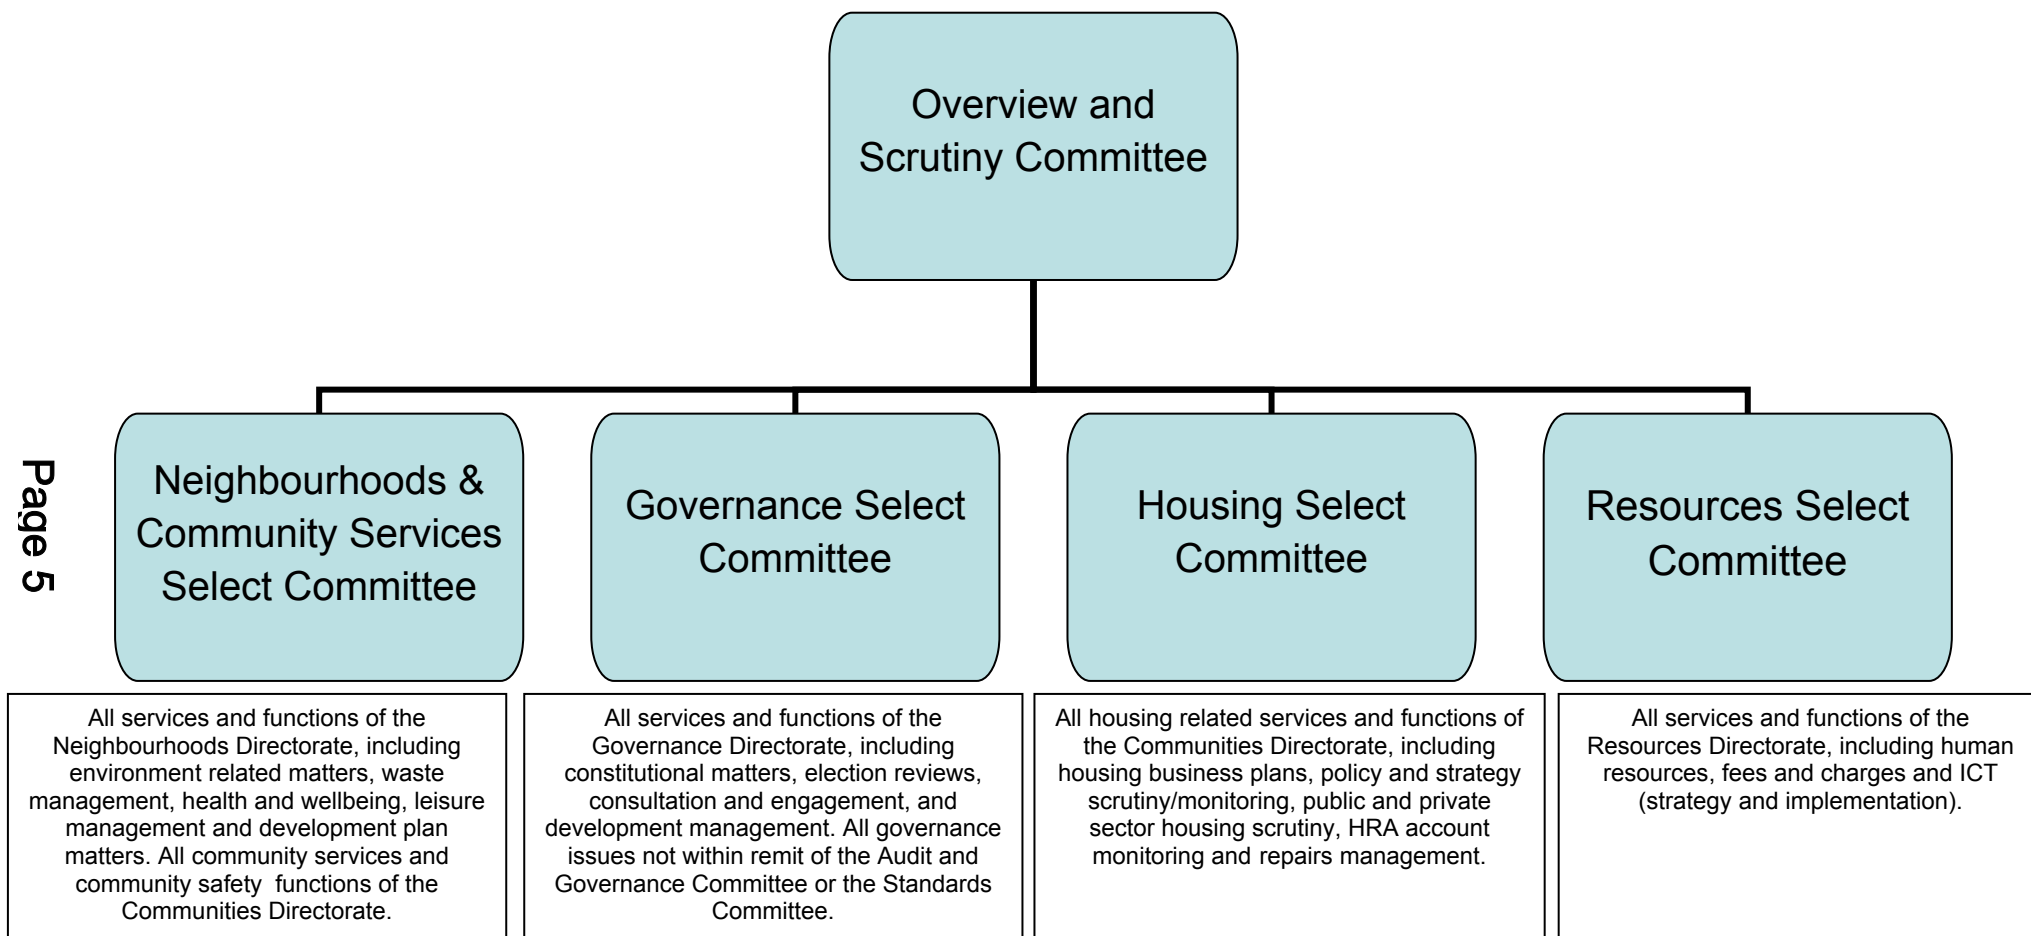 Overview and
Scrutiny Committee
Page 5
Neighbourhoods &
Community Services
Select Committee
Governance Select
Committee
Housing Select
Committee
Resources Select
Committee
All services and functions of the
Neighbourhoods Directorate, including
environment related matters, waste
management, health and wellbeing, leisure
management and development plan
matters. All community services and
community safety functions of the
Communities Directorate.
All services and functions of the
Governance Directorate, including
constitutional matters, election reviews,
consultation and engagement, and
development management. All governance
issues not within remit of the Audit and
Governance Committee or the Standards
Committee.
All housing related services and functions of
the Communities Directorate, including
housing business plans, policy and strategy
scrutiny/monitoring, public and private
sector housing scrutiny, HRA account
monitoring and repairs management.
All services and functions of the
Resources Directorate, including human
resources, fees and charges and ICT
(strategy and implementation).